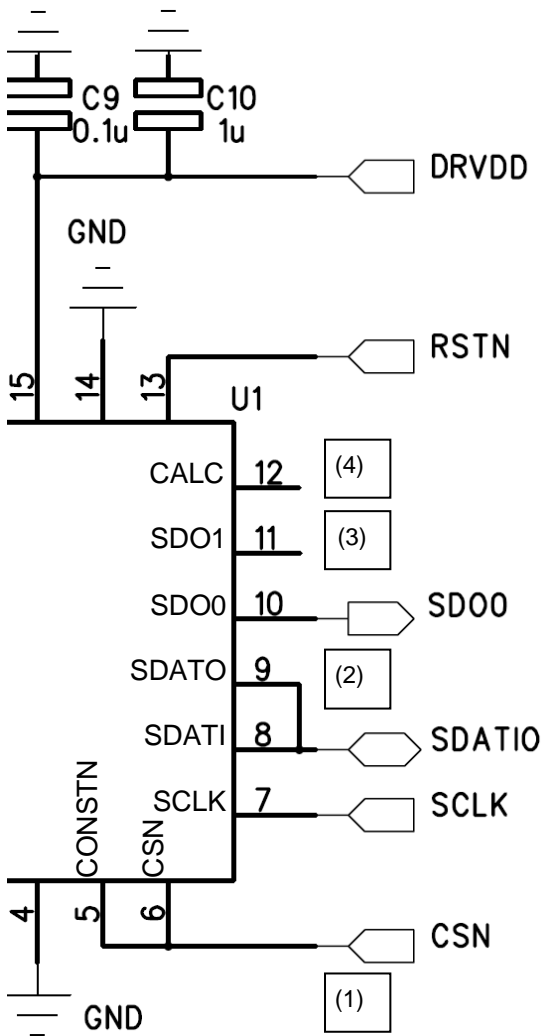 C9
0.1u
C10
1u
DRVDD
GND
RSTN
15
14
13
U1
CALC
12
(4)
SDO1
11
(3)
SDO0
10
SDO0
SDATO
9
(2)
SDATI
8
SDATIO
SCLK
7
SCLK
CONSTN
CSN
4
5
6
CSN
GND
(1)